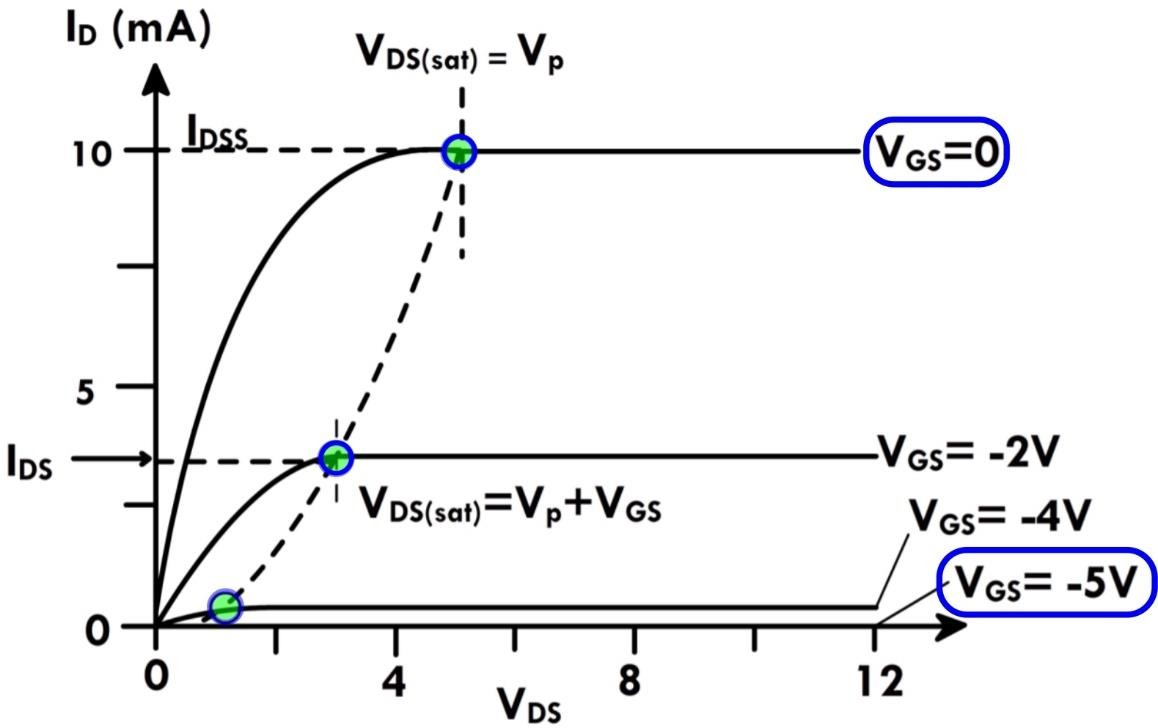 ID (mA)
VDS(sat) = Vp
IDSS
10
VGS=0
5
IDS
VGS= -2V
VDS(sat)=Vp+VGS
VGS= -4V
VGS= -5V
0
0
4
8
12
VDS